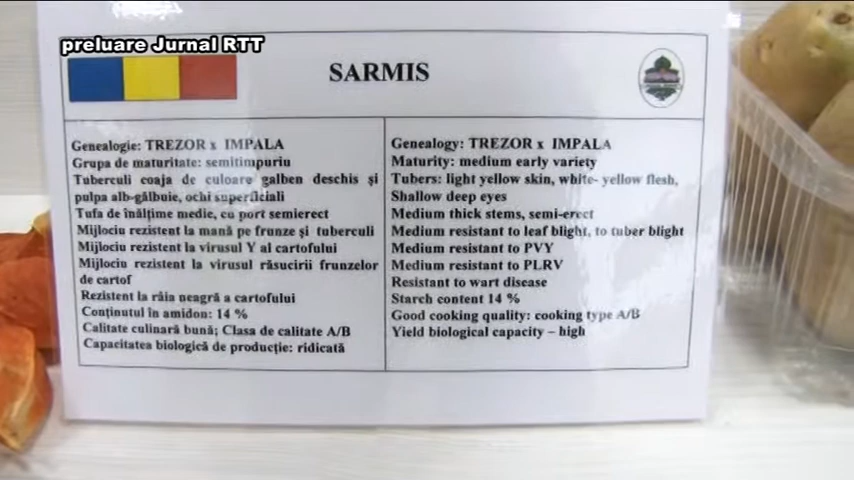 preluare Jurnal RTT
SARMIS
Genealogie: TREZOR x IMPALA
Grupa de maturitate: semitimpuriu
Tuberculi coaja de culoare galben deschis și
pulpa alb-gălbuie, ochi superficiali
Tufa de înălțime medie, cu port semierect
Mijlociu rezistent la mană pe frunze și tuberculi
Mijlociu rezistent la virusul Y al cartofului
Mijlociu rezistent la virusul răsucirii frunzelor
de cartof
Rezistent la râia neagră a cartofului
Conținutul în amidon: 14 %
Calitate culinară bună; Clasa de calitate A/B
Capacitatea biologică de producție: ridicată
Genealogy: TREZOR x IMPALA
Maturity: medium early variety
Tubers: light yellow skin, white- yellow flesh,
Shallow deep eyes
Medium thick stems, semi-erect
Medium resistant to leaf blight, to tuber blight
Medium resistant to PVY
Medium resistant to PLRV
Resistant to wart disease
Starch content 14 %
Good cooking quality: cooking type A/B
Yield biological capacity – high